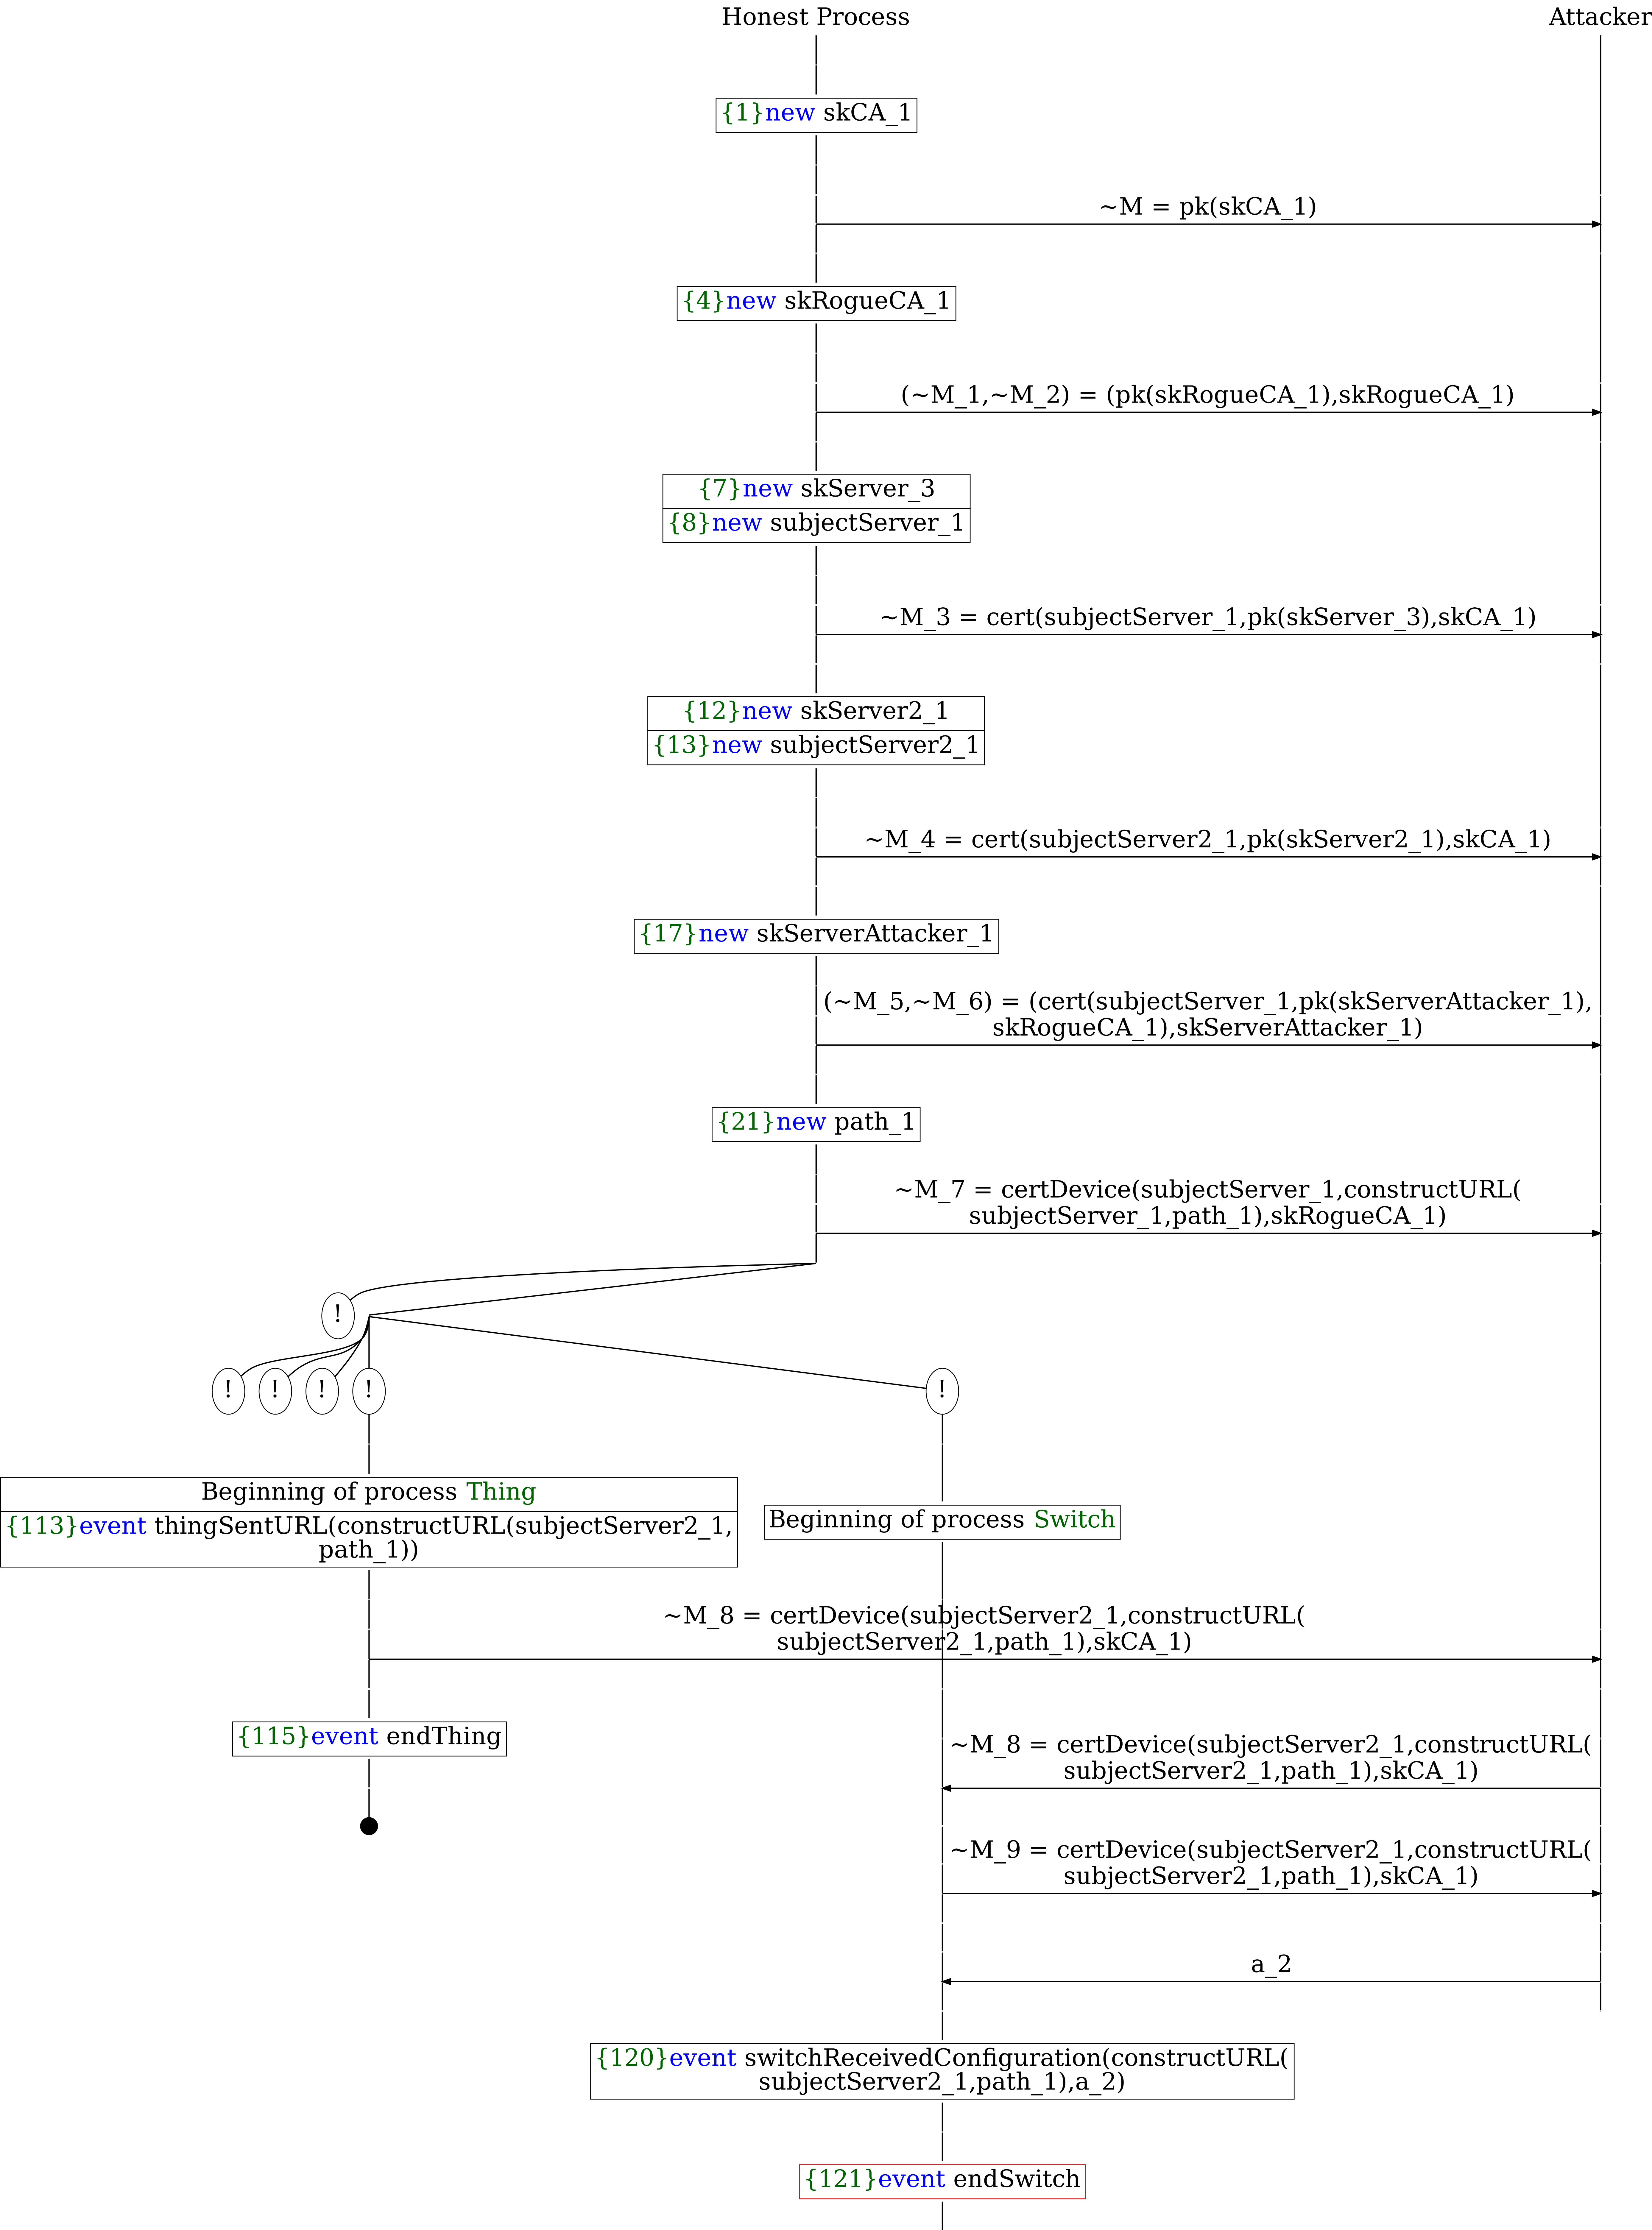 Honest Process
Attacker
{1}new skCA_1
~M = pk(skCA_1)
{4}new skRogueCA_1
(~M_1,~M_2) = (pk(skRogueCA_1),skRogueCA_1)
{7}new skServer_3
{8}new subjectServer_1
~M_3 = cert(subjectServer_1,pk(skServer_3),skCA_1)
{12}new skServer2_1
{13}new subjectServer2_1
~M_4 = cert(subjectServer2_1,pk(skServer2_1),skCA_1)
{17}new skServerAttacker_1
(~M_5,~M_6) = (cert(subjectServer_1,pk(skServerAttacker_1),
skRogueCA_1),skServerAttacker_1)
{21}new path_1
~M_7 = certDevice(subjectServer_1,constructURL(
subjectServer_1,path_1),skRogueCA_1)
!
! ! ! ! !
Beginning of process Thing
{113}event thingSentURL(constructURL(subjectServer2_1,
path_1))
Beginning of process Switch
~M_8 = certDevice(subjectServer2_1,constructURL(
subjectServer2_1,path_1),skCA_1)
{115}event endThing
~M_8 = certDevice(subjectServer2_1,constructURL(
subjectServer2_1,path_1),skCA_1)
~M_9 = certDevice(subjectServer2_1,constructURL(
subjectServer2_1,path_1),skCA_1)
a_2
{120}event switchReceivedConfiguration(constructURL(
subjectServer2_1,path_1),a_2)
{121}event endSwitch